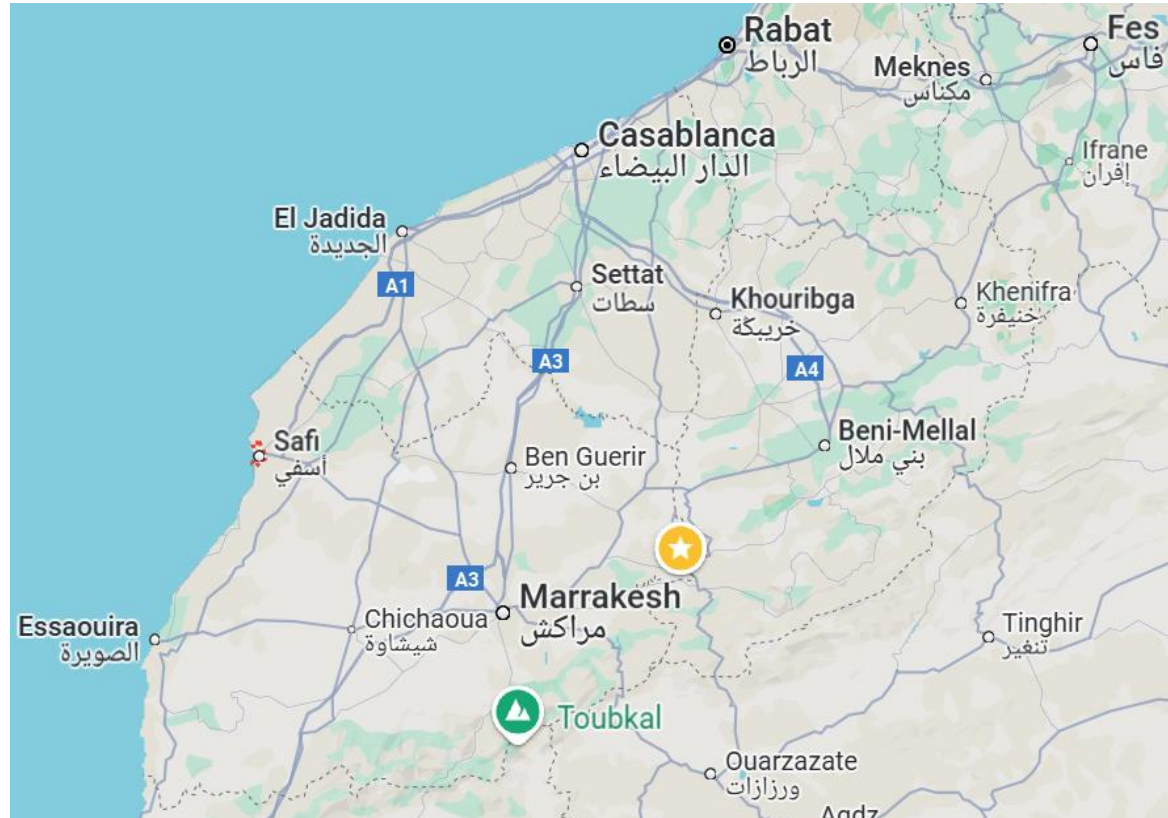 Rabat
الرباط
Fes
فاس
Meknes
مكناس
Casablanca
الدار البيضاء
Ifrane
إفران
El Jadida
الجديدة
A1
Settat
سطات
Khouribga
خريبݣة
Khenifra
خنيفرة
A3
A4
Safi
أسفي
Ben Guerir
بن جرير
Beni-Mellal
بني ملال
A3
Marrakesh
مراكش
Chichaoua
شيشاوة
Essaouira
الصويرة
Tinghir
تنغير
Toubkal
Ouarzazate
ورزازات
Agdz